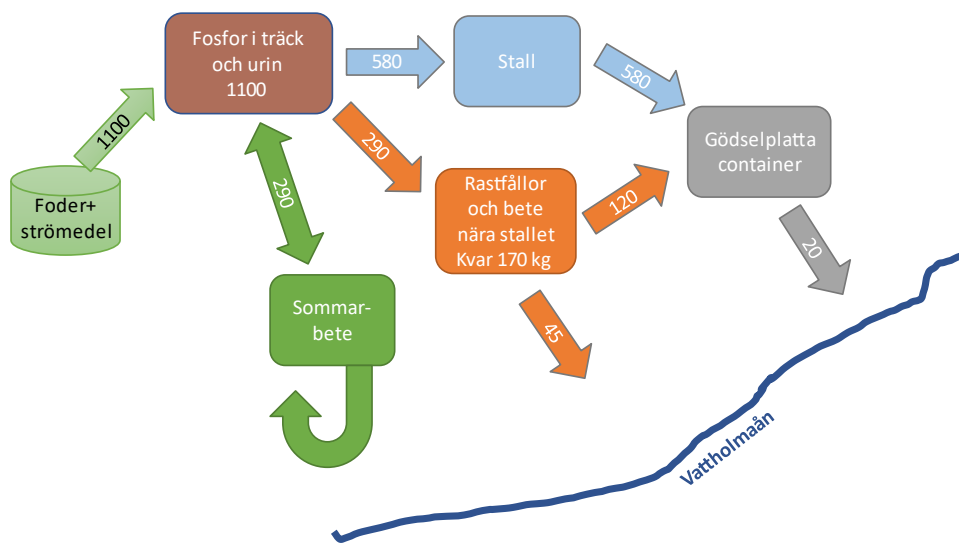 Fosfor i träck
och urin
1100
580
Stall
580
1100
290
Gödselplatta
container
Foder+
strömedel
290
Rastfållor
och bete
nära stallet
Kvar 170 kg
120
20
Sommar-
bete
45
Vattholmaån